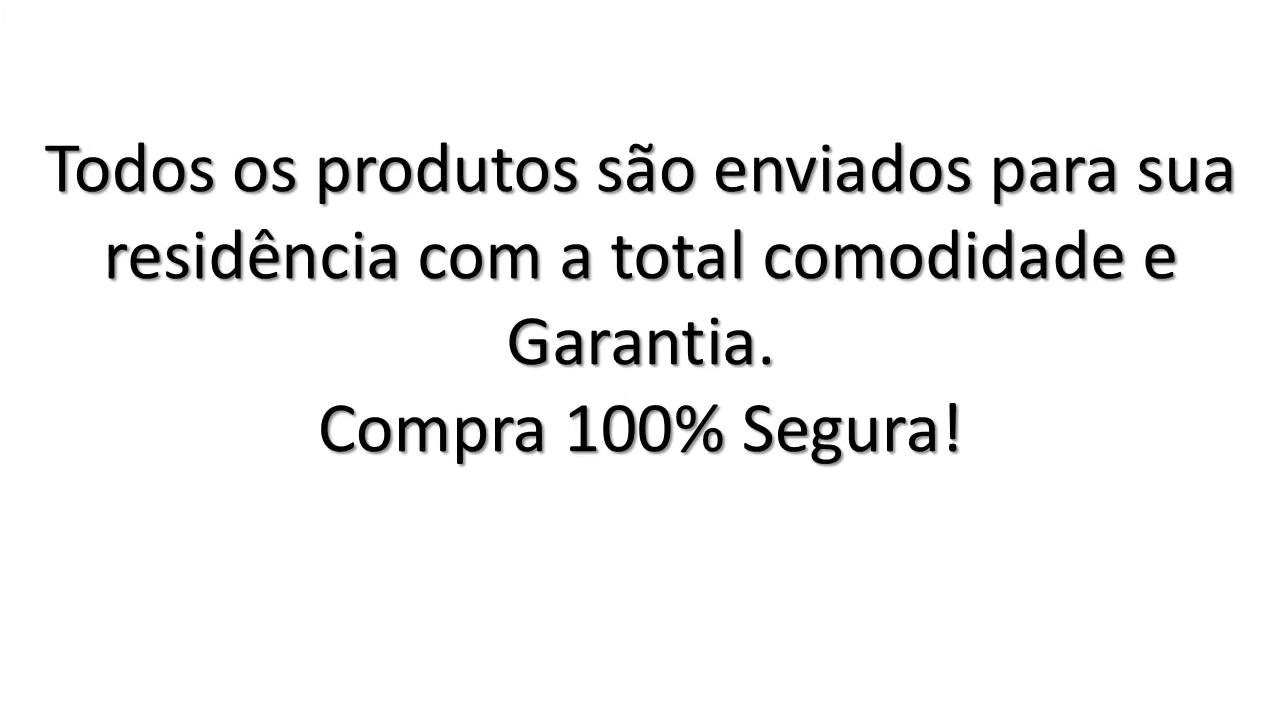 Todos os produtos são enviados para sua
residência com a total comodidade e
Garantia.
Compra 100% Segura!